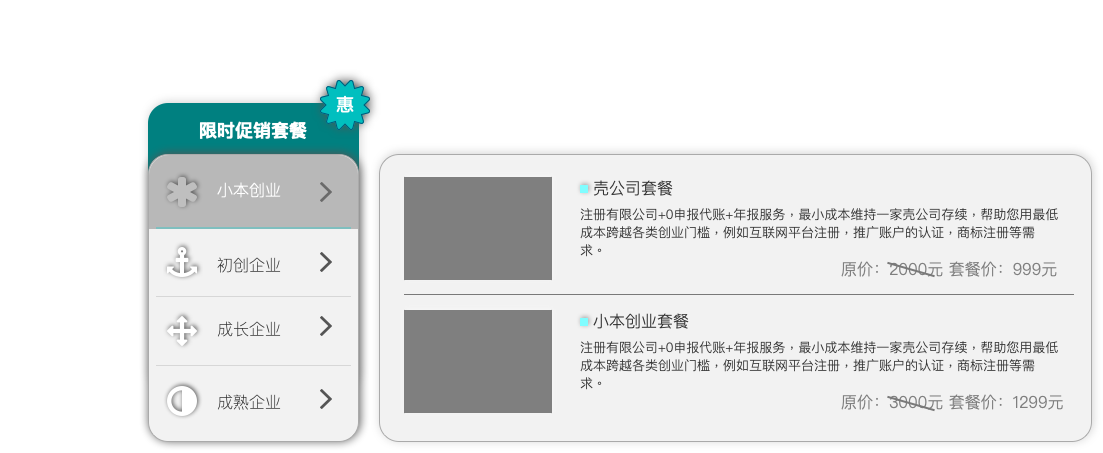 惠
限时促销套餐
小本创业
初创企业
成长企业
成熟企业
壳公司套餐
注册有限公司+0申报代账+年报服务，最小成本维持一家壳公司存续，帮助您用最低
成本跨越各类创业门槛，例如互联网平台注册，推广账户的认证，商标注册等需
求。
原价：2000元 套餐价：999元
小本创业套餐
注册有限公司+0申报代账+年报服务，最小成本维持一家壳公司存续，帮助您用最低
成本跨越各类创业门槛，例如互联网平台注册，推广账户的认证，商标注册等需
求。
原价：3000元 套餐价：1299元